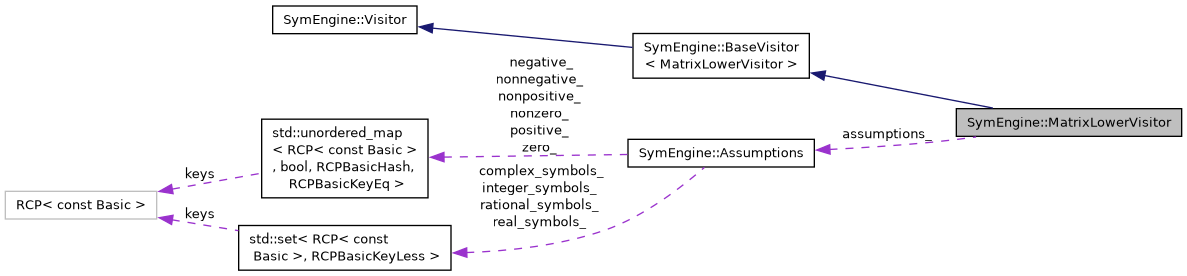 SymEngine::Visitor
SymEngine::BaseVisitor
< MatrixLowerVisitor >
negative_
nonnegative_
nonpositive_
nonzero_
positive_
zero_
SymEngine::MatrixLowerVisitor
assumptions_
std::unordered_map
< RCP< const Basic >
, bool, RCPBasicHash,
RCPBasicKeyEq >
SymEngine::Assumptions
keys
complex_symbols_
integer_symbols_
rational_symbols_
real_symbols_
RCP< const Basic >
keys
std::set< RCP< const
Basic >, RCPBasicKeyLess >